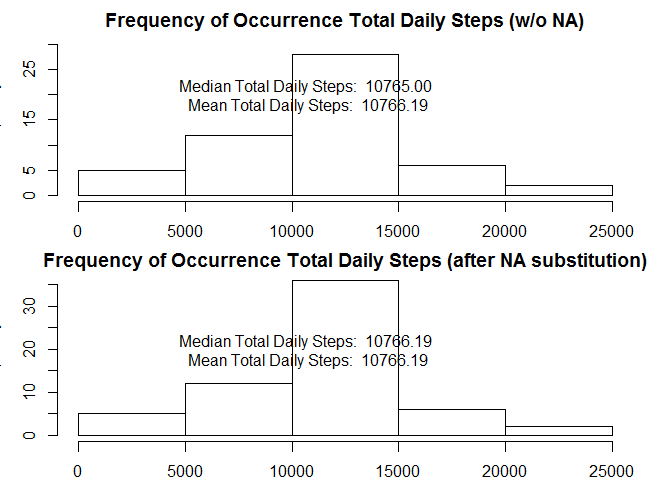 Frequency of Occurrence Total Daily Steps (w/o NA)
25
15
5
0
Median Total Daily Steps:  10765.00
Mean Total Daily Steps:  10766.19
0 5000 10000 15000 20000 25000
Frequency of Occurrence Total Daily Steps (after NA substitution)
30
20
10
0
Median Total Daily Steps:  10766.19
Mean Total Daily Steps:  10766.19
0 5000 10000 15000 20000 25000